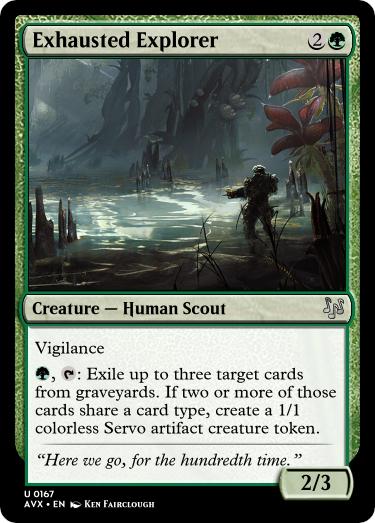 Exhausted Explorer 2
Creature — Human Scout
Vigilance
, : Exile up to three target cards
from graveyards. If two or more of those
cards share a card type, create a 1/1
colorless Servo artifact creature token.
“Here we go, for the hundredth time.”
2/3
U 0167
AVX • EN Ken Fairclough